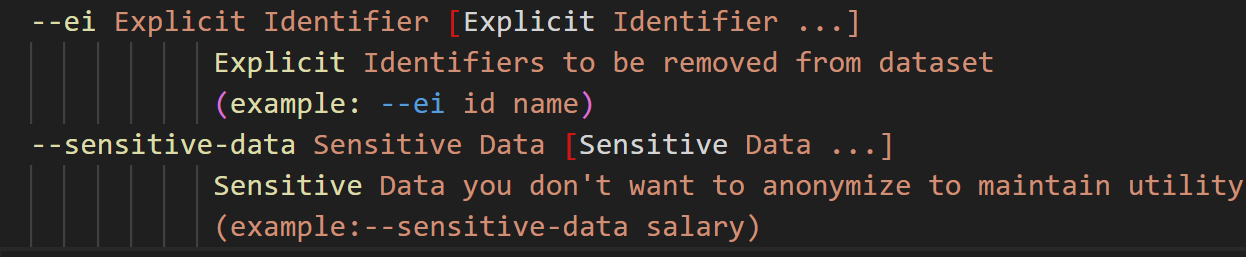 --ei Explicit Identifier [Explicit Identifier ...]
Explicit Identifiers to be removed from dataset
(example: --ei id name)
--sensitive-data Sensitive Data [Sensitive Data ...]
Sensitive Data you don't want to anonymize to maintain utility
(example:--sensitive-data salary)